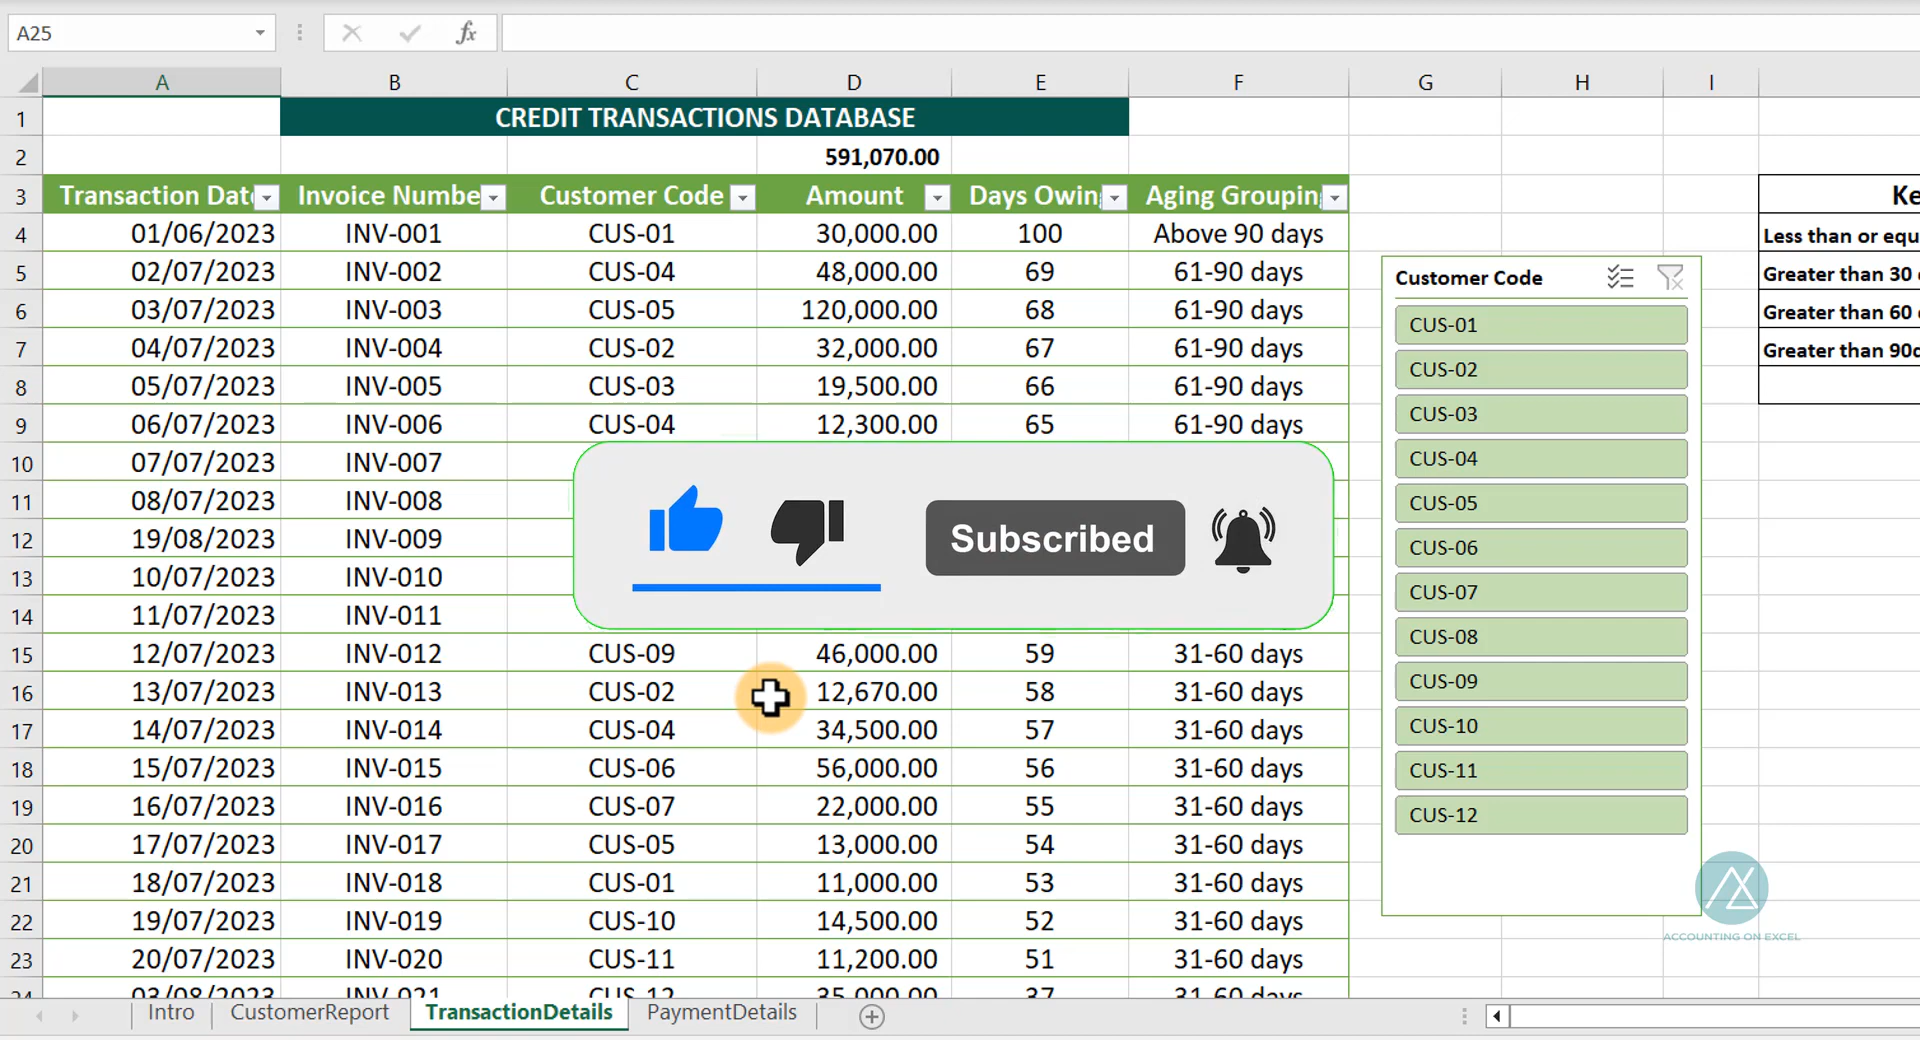 A25
fx
A B C D E F G H I
1 CREDIT TRANSACTIONS DATABASE
2 591,070.00
3 Transaction Dat Invoice Numbe Customer Code Amount Days Owin Aging Groupin Ke
4 01/06/2023 INV-001 CUS-01 30,000.00 100 Above 90 days Less than or equ
5 02/07/2023 INV-002 CUS-04 48,000.00 69 61-90 days Greater than 30
6 03/07/2023 INV-003 CUS-05 120,000.00 68 61-90 days Greater than 60
7 04/07/2023 INV-004 CUS-02 32,000.00 67 61-90 days Greater than 90d
8 05/07/2023 INV-005 CUS-03 19,500.00 66 61-90 days
9 06/07/2023 INV-006 CUS-04 12,300.00 65 61-90 days
10 07/07/2023 INV-007
11 08/07/2023 INV-008
12 19/08/2023 INV-009
13 10/07/2023 INV-010
14 11/07/2023 INV-011
15 12/07/2023 INV-012 CUS-09 46,000.00 59 31-60 days
16 13/07/2023 INV-013 CUS-02 12,670.00 58 31-60 days
17 14/07/2023 INV-014 CUS-04 34,500.00 57 31-60 days
18 15/07/2023 INV-015 CUS-06 56,000.00 56 31-60 days
19 16/07/2023 INV-016 CUS-07 22,000.00 55 31-60 days
20 17/07/2023 INV-017 CUS-05 13,000.00 54 31-60 days
21 18/07/2023 INV-018 CUS-01 11,000.00 53 31-60 days
22 19/07/2023 INV-019 CUS-10 14,500.00 52 31-60 days
23 20/07/2023 INV-020 CUS-11 11,200.00 51 31-60 days
24 03/08/2023 INV-021 CUS-12 35,000.00 37 31-60 days
Subscribed
Customer Code
CUS-01
CUS-02
CUS-03
CUS-04
CUS-05
CUS-06
CUS-07
CUS-08
CUS-09
CUS-10
CUS-11
CUS-12
ACCOUNTING ON EXCEL
Intro CustomerReport TransactionDetails PaymentDetails